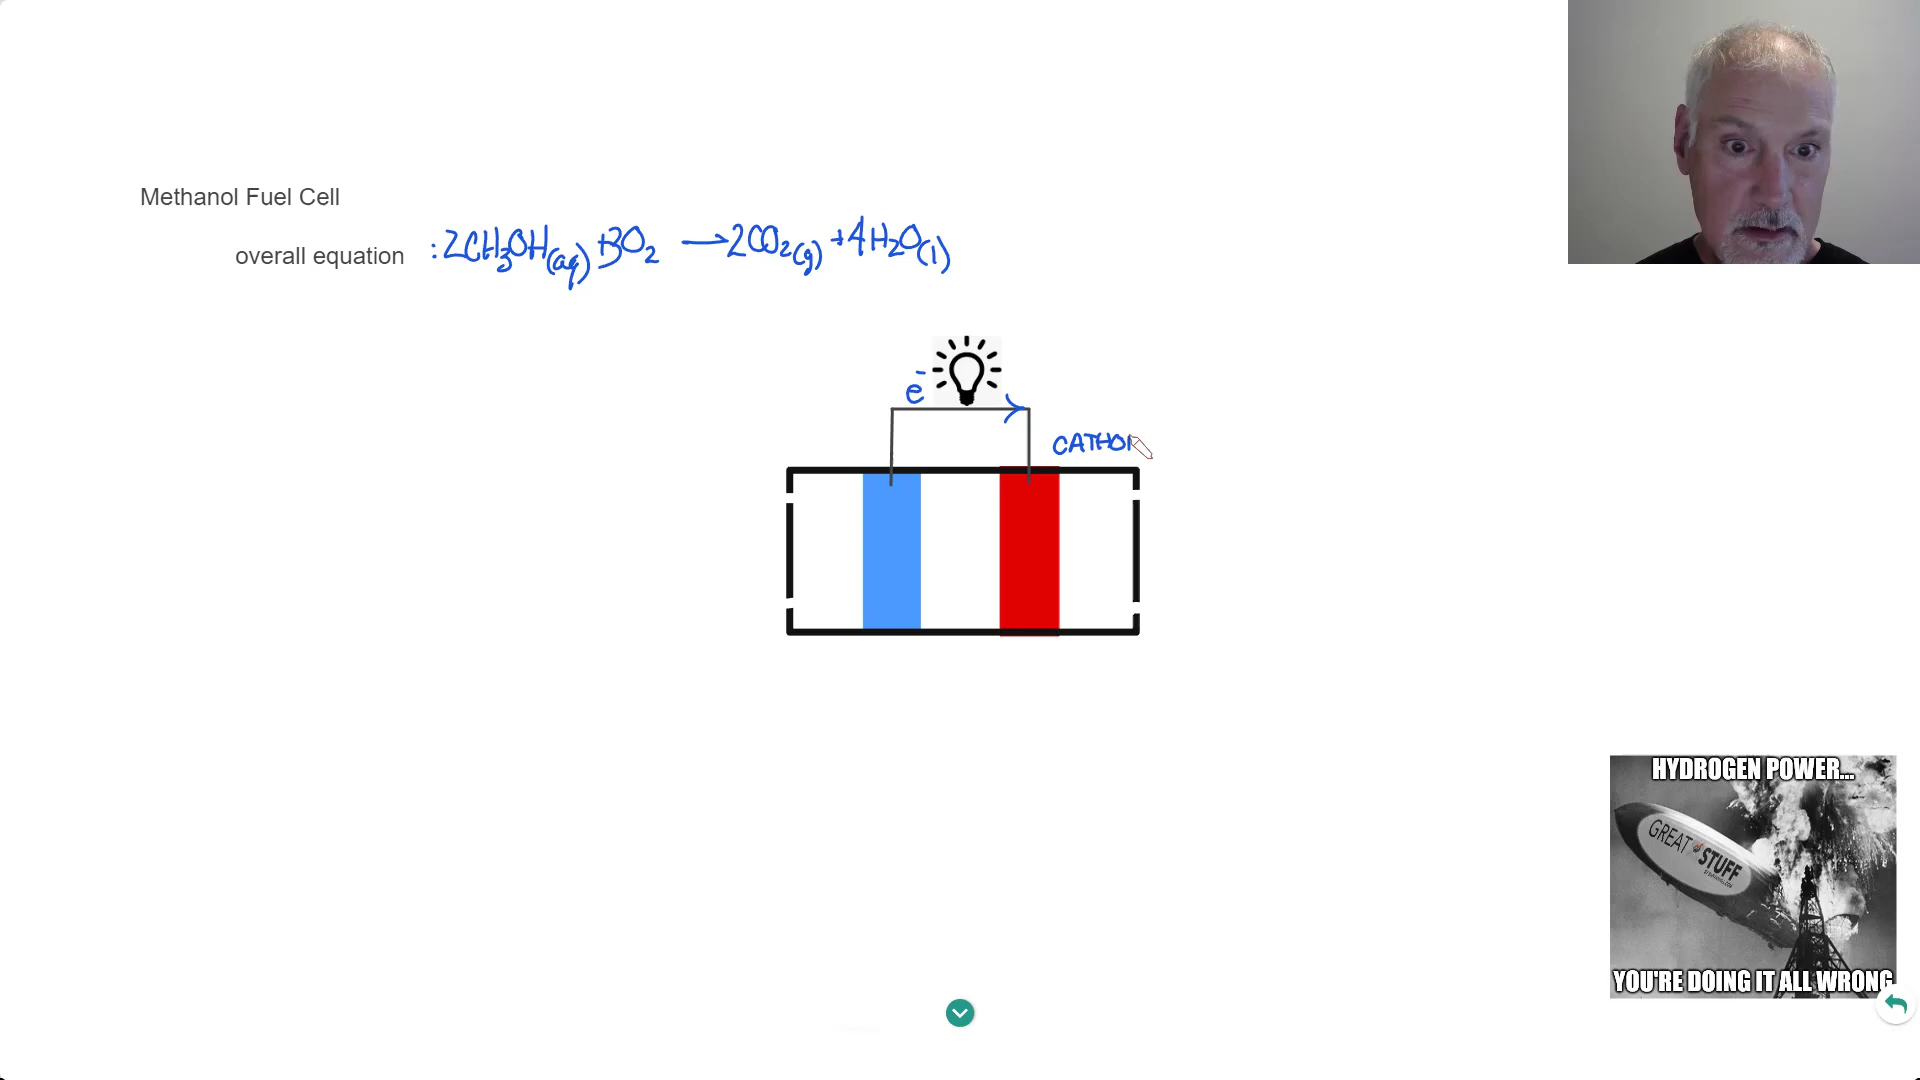 Methanol Fuel Cell
overall equation : 2CH₃OH(aq) + 3O₂ → 2CO₂(g) + 4H₂O(l)
e⁻
CATHO
HYDROGEN POWER...
GREAT STUFF
YOU'RE DOING IT ALL WRONG